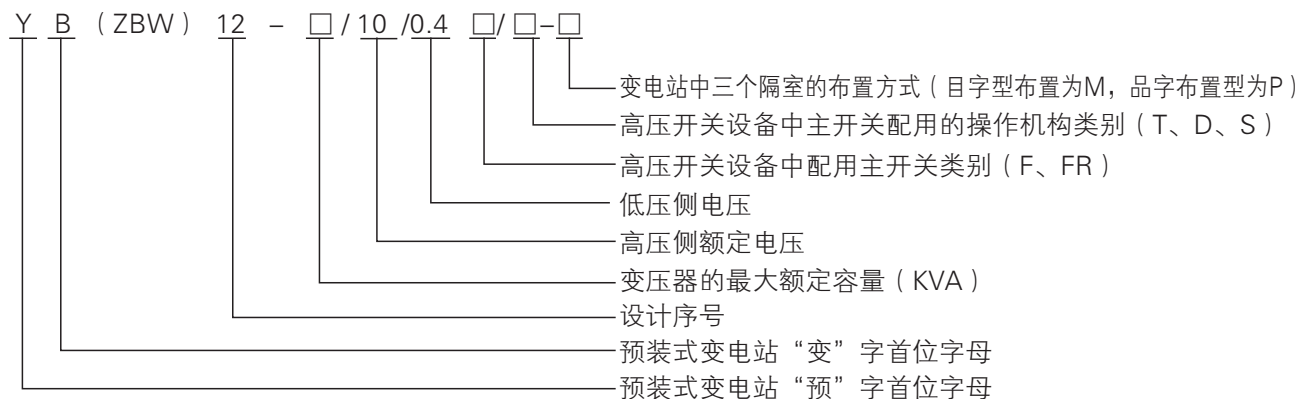 Y B （ZBW） 12 － □/10/0.4 □/□－□
变电站中三个隔室的布置方式（目字型布置为M，品字布置型为P）
高压开关设备中主开关配用的操作机构类别（T、D、S）
高压开关设备中配用主开关类别（F、FR）
低压侧电压
高压侧额定电压
变压器的最大额定容量（KVA）
设计序号
预装式变电站“变”字首位字母
预装式变电站“预”字首位字母